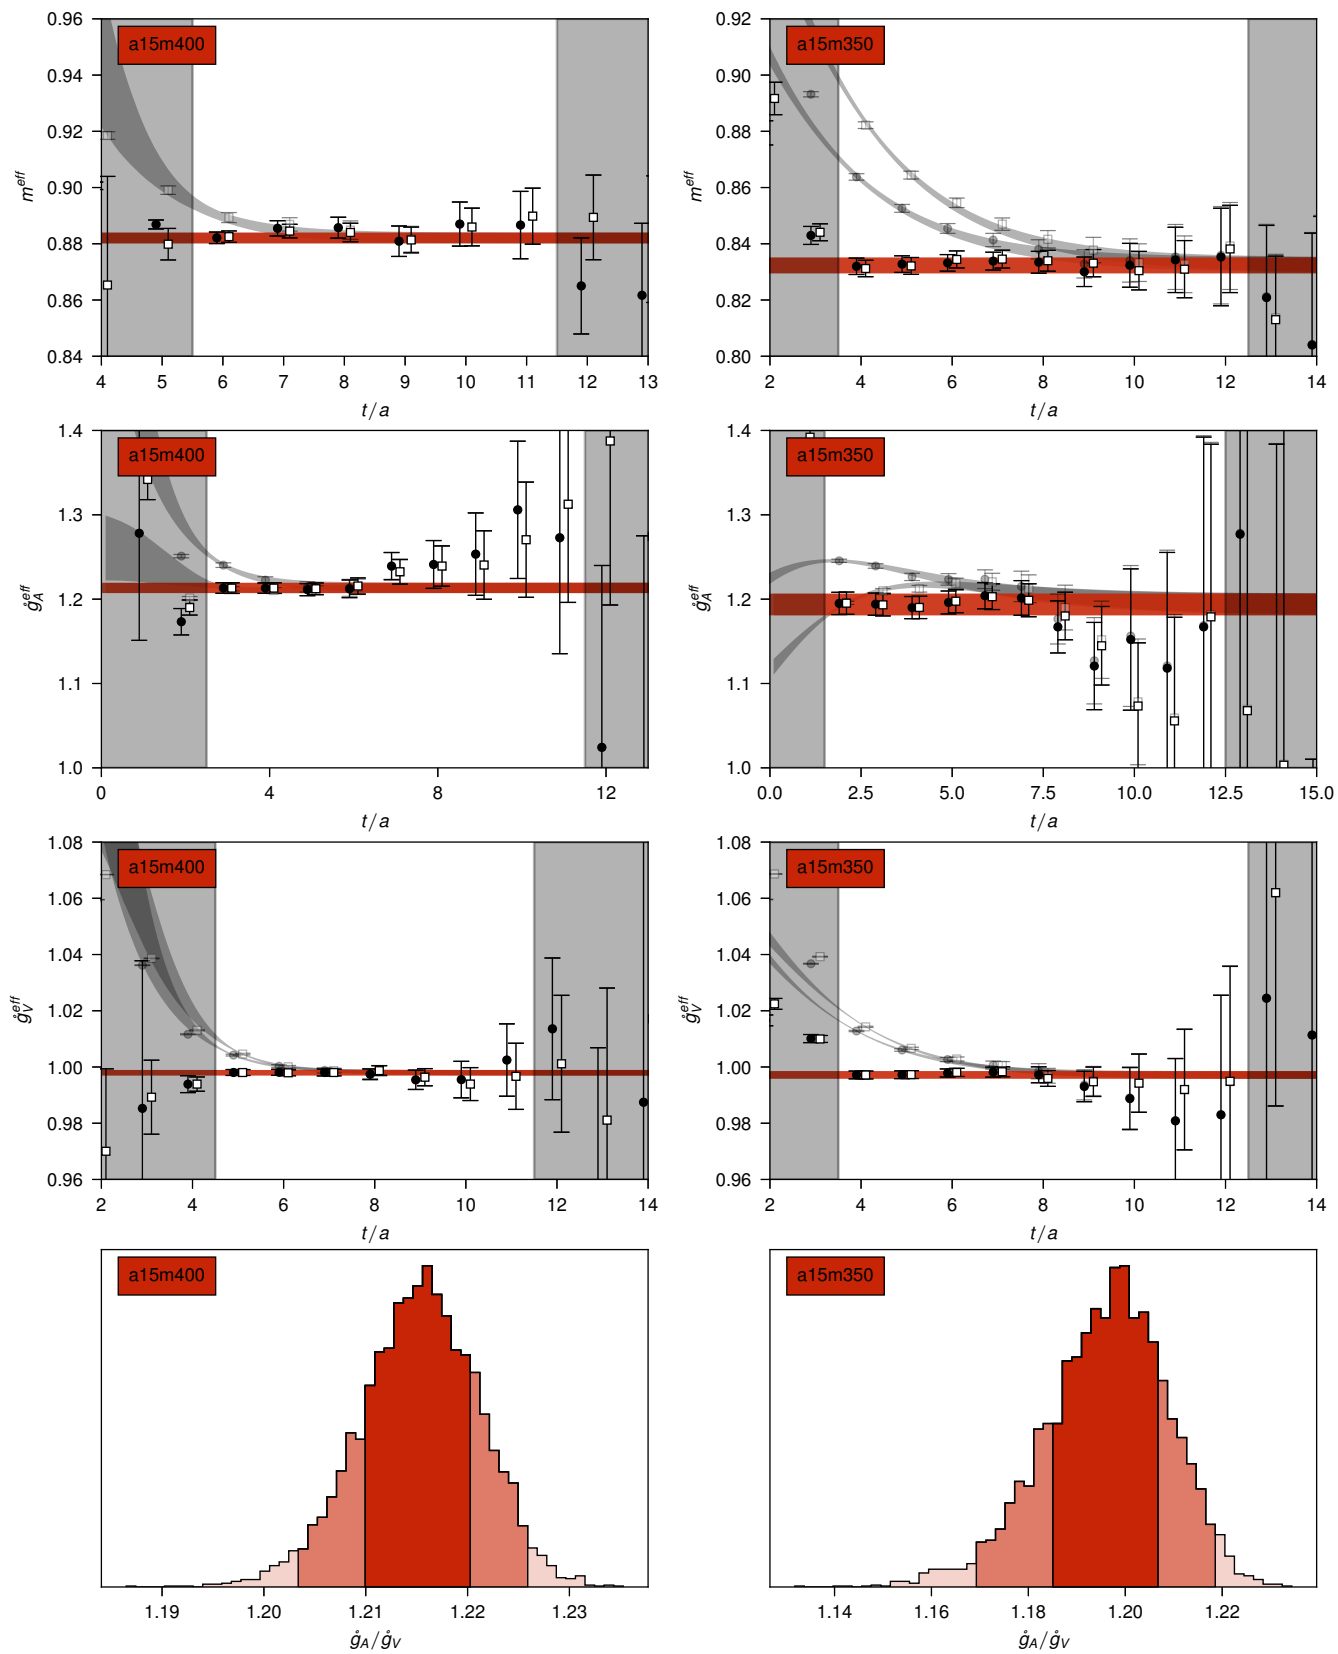 a15m400
0.96
0.94
0.92
0.90
0.88
0.86
0.84
m^eff
4 5 6 7 8 9 10 11 12 13
t/a
a15m350
0.92
0.90
0.88
0.86
0.84
0.82
0.80
m^eff
2 4 6 8 10 12 14
t/a
a15m400
1.4
1.3
1.2
1.1
1.0
g̊_A^eff
0 4 8 12
t/a
a15m350
1.4
1.3
1.2
1.1
1.0
g̊_A^eff
0.0 2.5 5.0 7.5 10.0 12.5 15.0
t/a
a15m400
1.08
1.06
1.04
1.02
1.00
0.98
0.96
g̊_V^eff
2 4 6 8 10 12 14
t/a
a15m350
1.08
1.06
1.04
1.02
1.00
0.98
0.96
g̊_V^eff
2 4 6 8 10 12 14
t/a
a15m400
1.19 1.20 1.21 1.22 1.23
g̊_A/g̊_V
a15m350
1.14 1.16 1.18 1.20 1.22
g̊_A/g̊_V